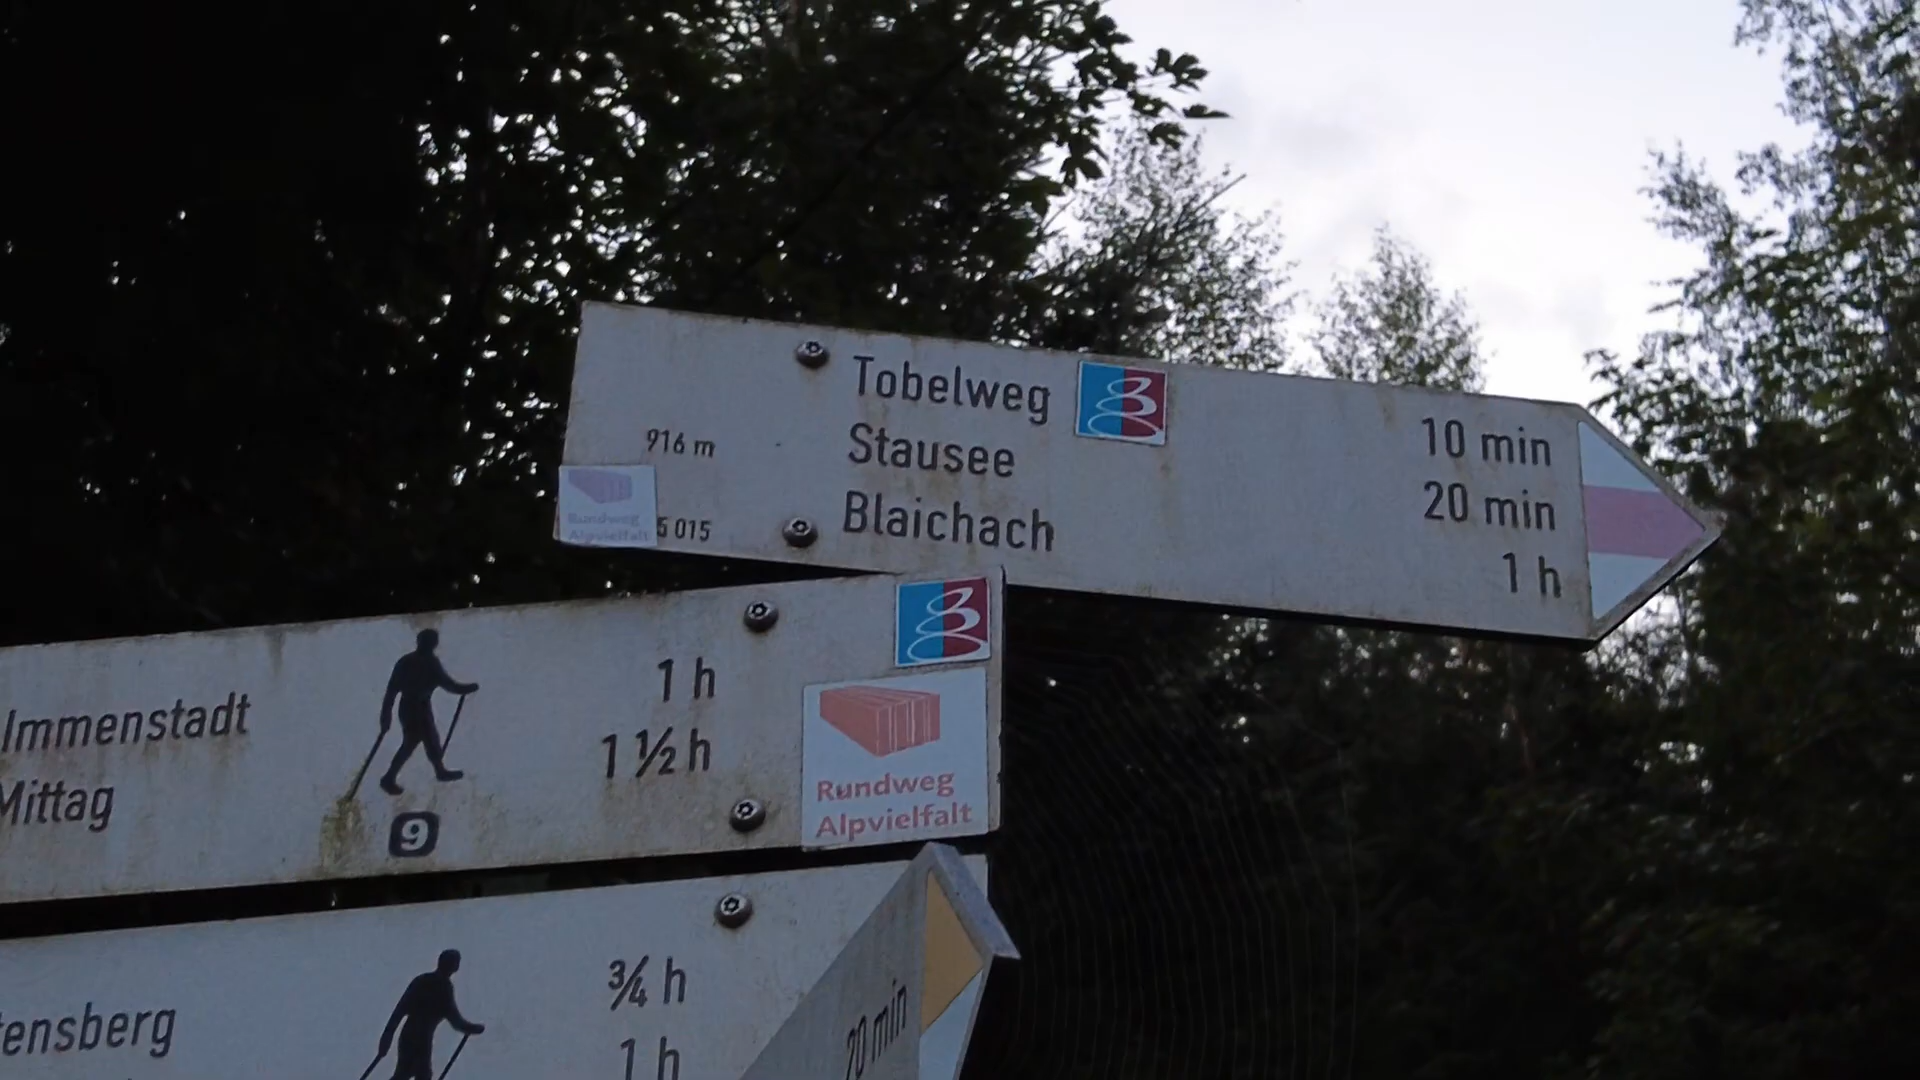 Tobelweg 10 min
916 m Stausee 20 min
Rundweg
Alpvielfalt
5 015 Blaichach 1 h
Immenstadt 1 h
Mittag 1 ½ h
9
Rundweg
Alpvielfalt
¾ h
tensberg 1 h
20 min